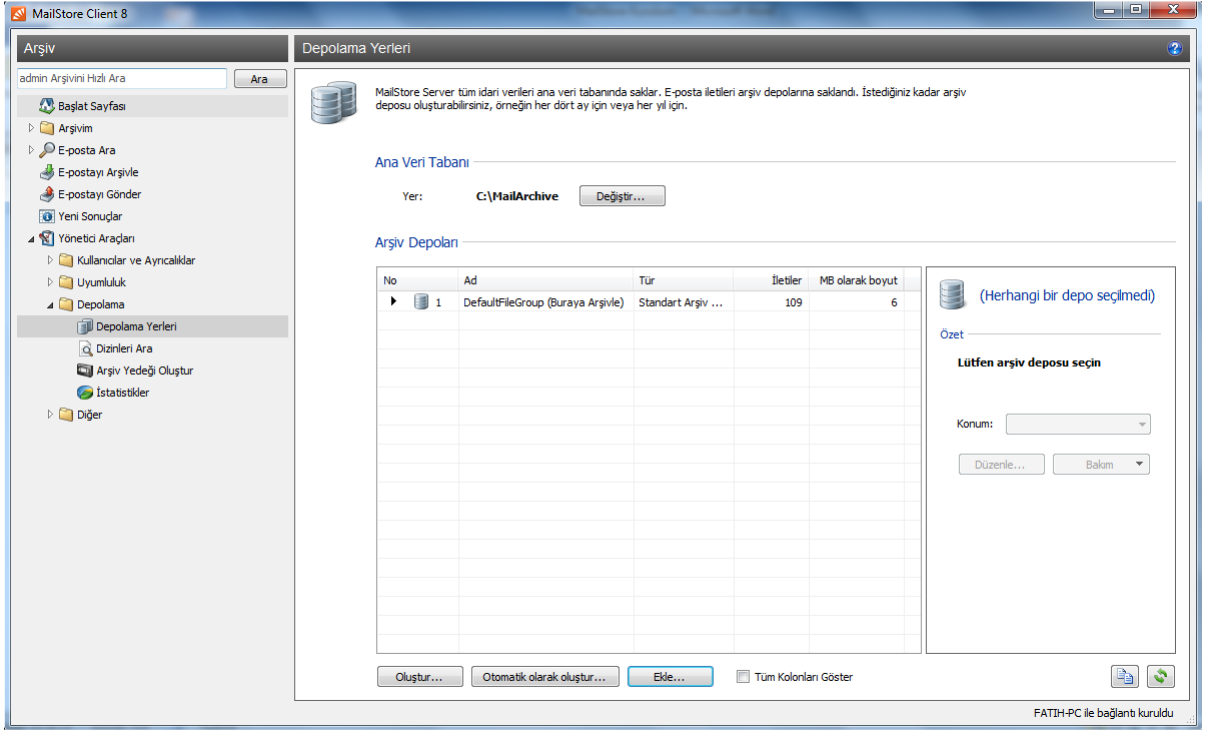 MailStore Client 8
Arşiv
admin Arşivini Hızlı Ara
Ara
Başlat Sayfası
Arşivim
E-posta Ara
E-postayı Arşivle
E-postayı Gönder
Yeni Sonuçlar
Yönetici Araçları
Kullanıcılar ve Ayrıcalıklar
Uyumluluk
Depolama
Depolama Yerleri
Dizinleri Ara
Arşiv Yedeği Oluştur
İstatistikler
Diğer
Depolama Yerleri
MailStore Server tüm idari verileri ana veri tabanında saklar. E-posta iletileri arşiv depolarına saklandı. İstediğiniz kadar arşiv
deposu oluşturabilirsiniz, örneğin her dört ay için veya her yıl için.
Ana Veri Tabanı
Yer: C:\MailArchive Değiştir...
Arşiv Depoları
No Ad Tür İletiler MB olarak boyut
1 DefaultFileGroup (Buraya Arşivle) Standart Arşiv ... 109 6
(Herhangi bir depo seçilmedi)
Özet
Lütfen arşiv deposu seçin
Konum:
Düzenle... Bakım
Oluştur... Otomatik olarak oluştur... Ekle... Tüm Kolonları Göster
FATIH-PC ile bağlantı kuruldu